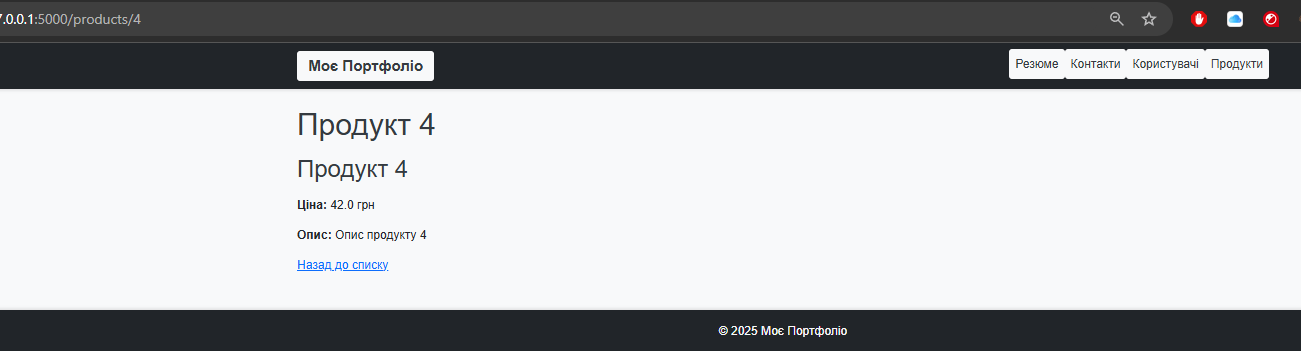 7.0.0.1:5000/products/4
Моє Портфоліо
Резюме Контакти Користувачі Продукти
Продукт 4
Продукт 4
Ціна: 42.0 грн
Опис: Опис продукту 4
Назад до списку
© 2025 Моє Портфоліо